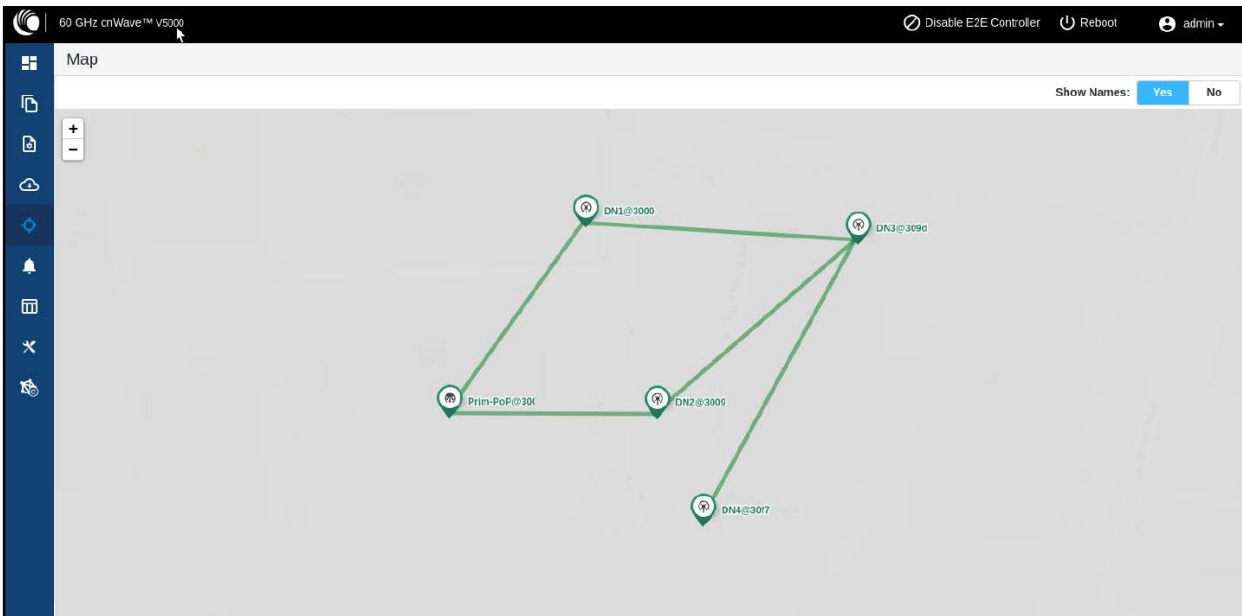 60 GHz cnWave™ V5000
Disable E2E Controller
Reboot
admin
Map
Show Names: Yes No
+
−
DN1@3000
DN3@309d
Prim-PoP@30(
DN2@3009
DN4@30f7